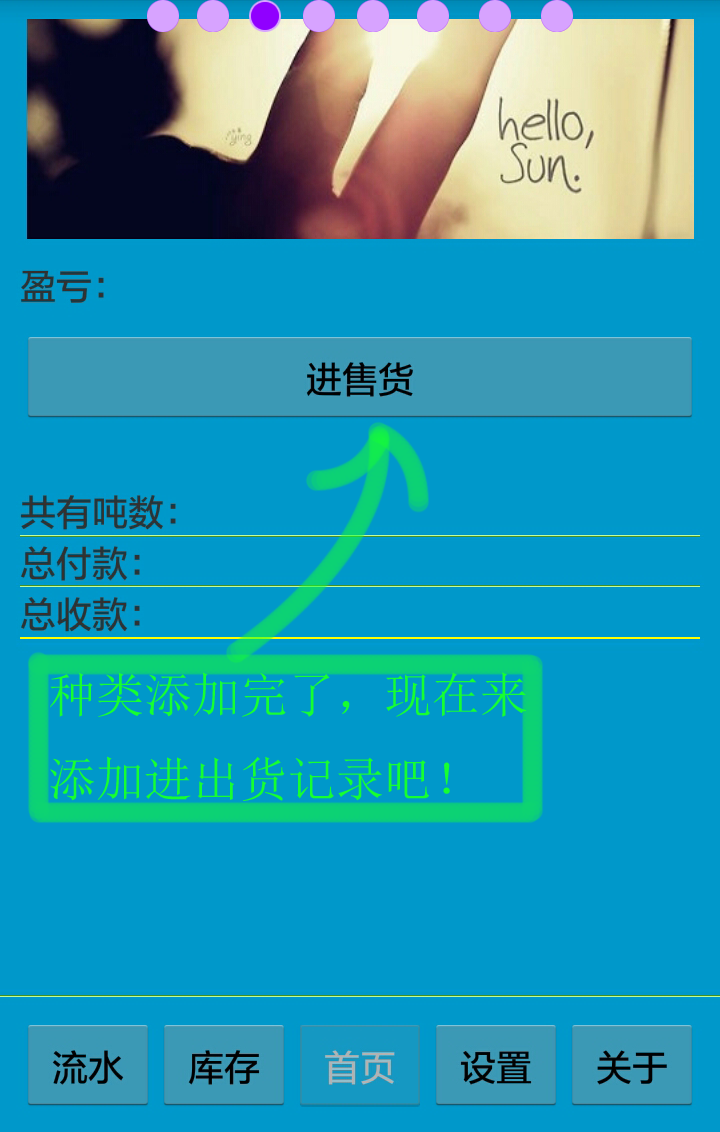 ying
hello,
Sun.
盈亏：
进售货
共有吨数：
总付款：
总收款：
种类添加完了，现在来
添加进出货记录吧！
流水
库存
首页
设置
关于